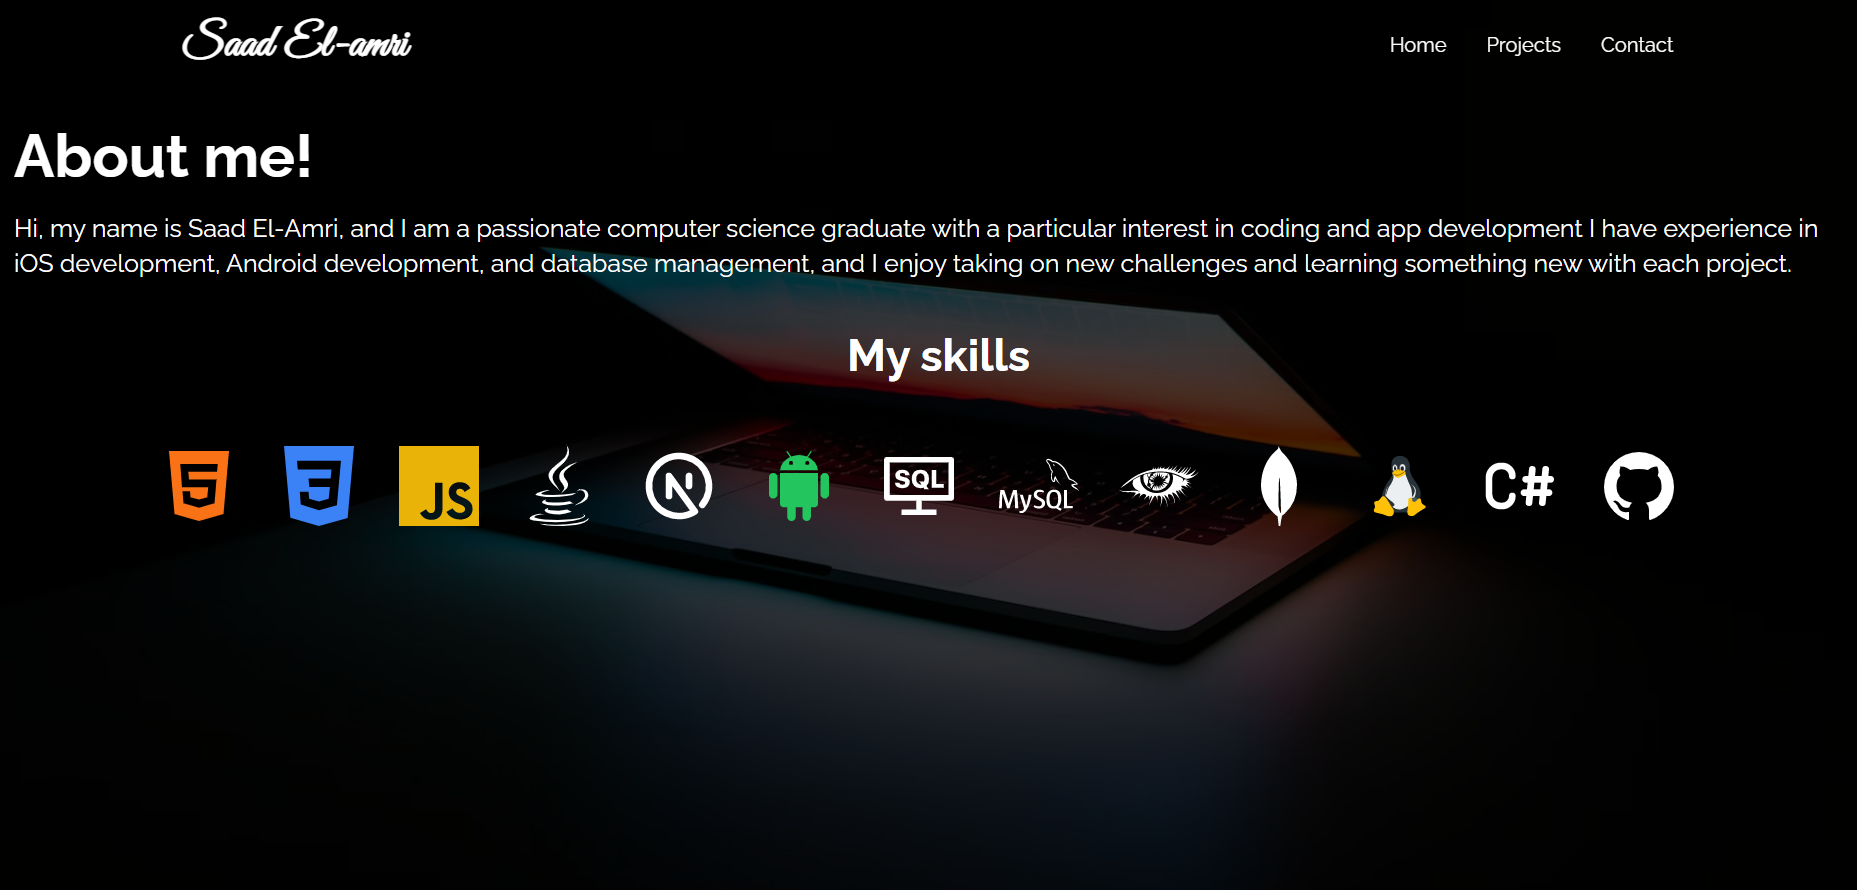 Saad El-amri
Home Projects Contact
About me!
Hi, my name is Saad El-Amri, and I am a passionate computer science graduate with a particular interest in coding and app development I have experience in
iOS development, Android development, and database management, and I enjoy taking on new challenges and learning something new with each project.
My skills
5 3 JS N SQL MySQL C#